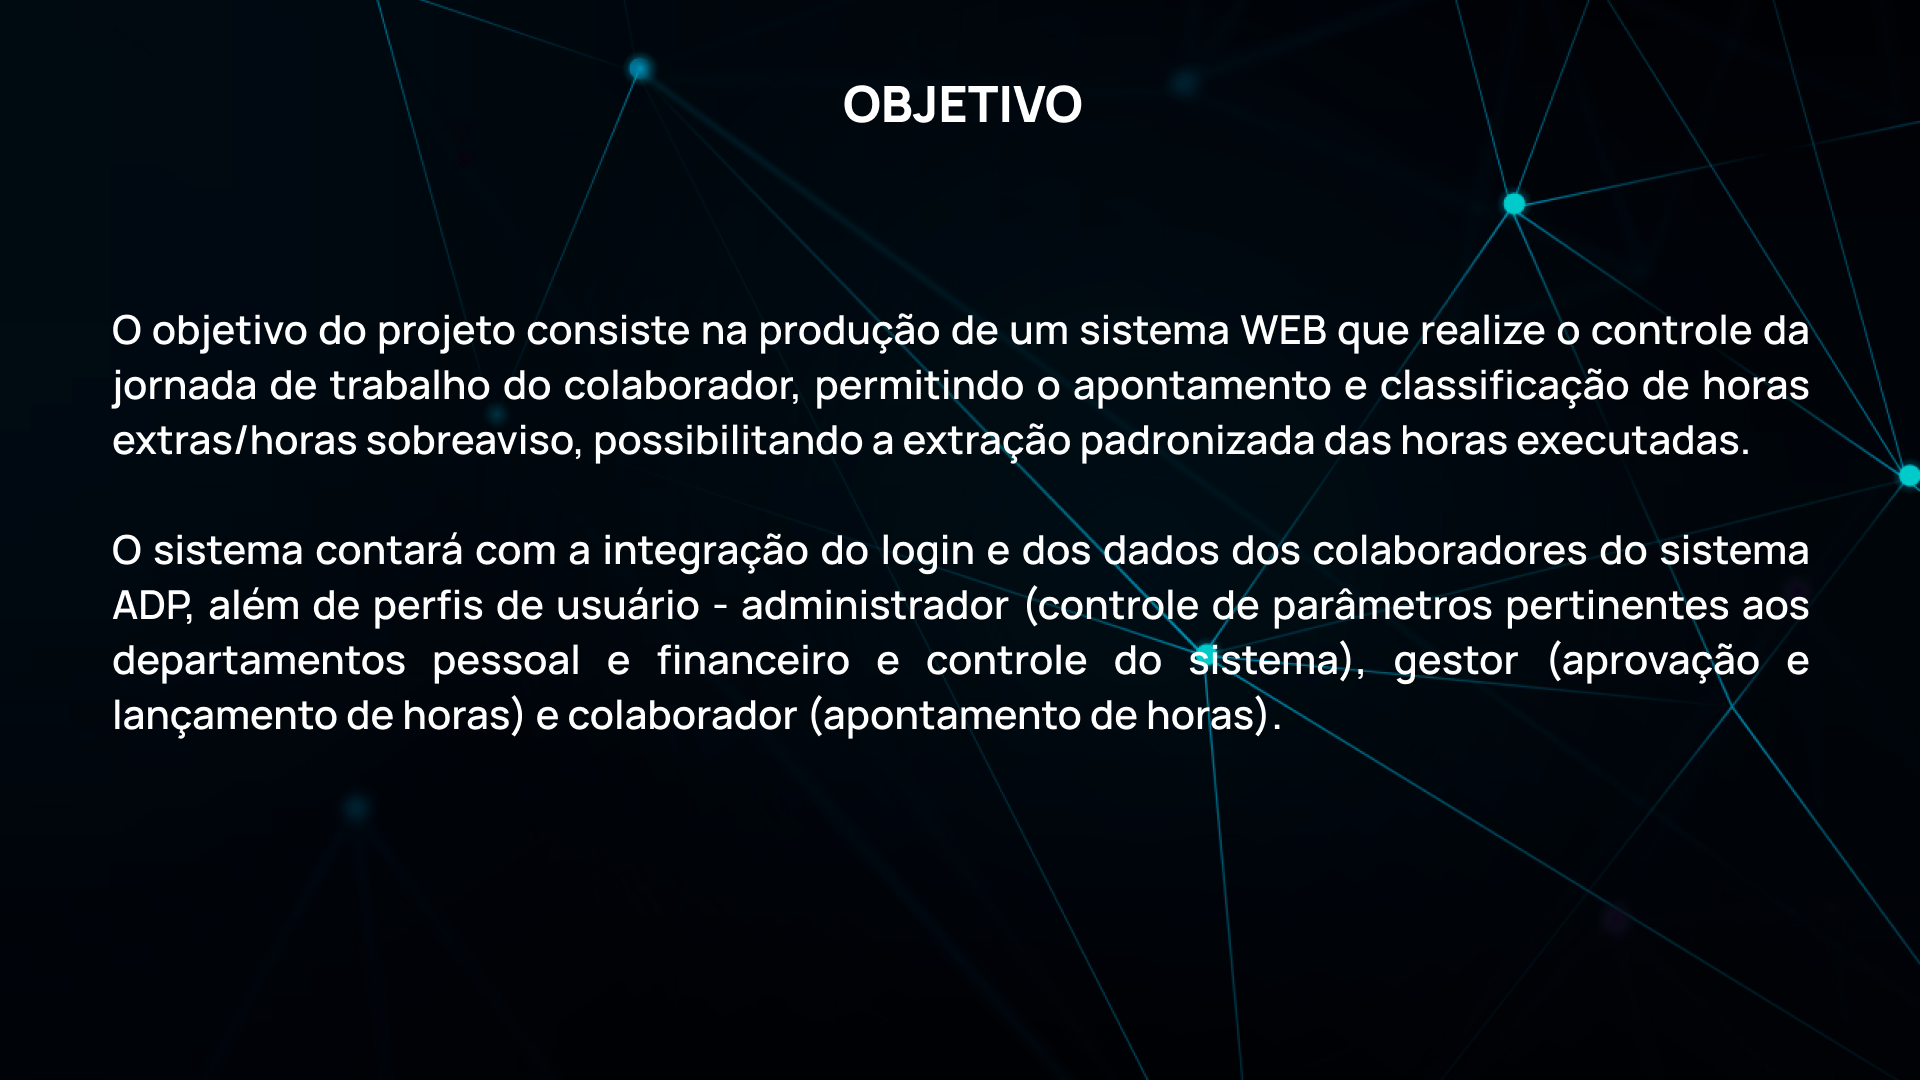 OBJETIVO
O objetivo do projeto consiste na produção de um sistema WEB que realize o controle da
jornada de trabalho do colaborador, permitindo o apontamento e classificação de horas
extras/horas sobreaviso, possibilitando a extração padronizada das horas executadas.
O sistema contará com a integração do login e dos dados dos colaboradores do sistema
ADP, além de perfis de usuário - administrador (controle de parâmetros pertinentes aos
departamentos pessoal e financeiro e controle do sistema), gestor (aprovação e
lançamento de horas) e colaborador (apontamento de horas).